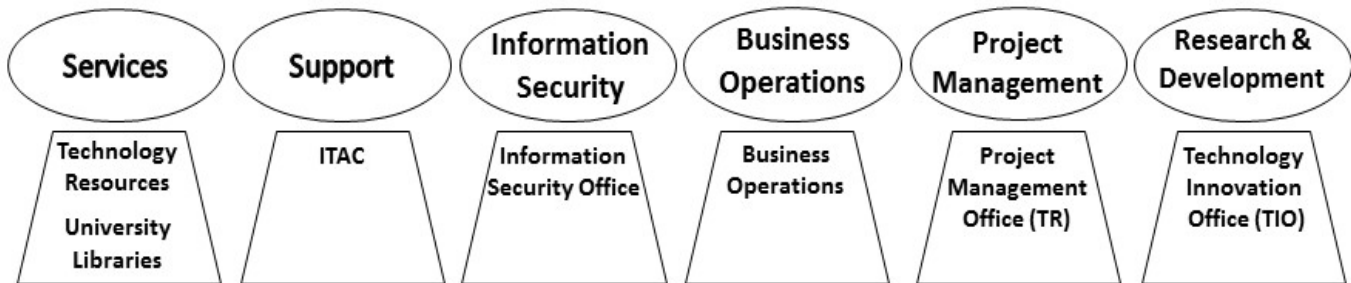 Services
Support
Information
Security
Business
Operations
Project
Management
Research &
Development
Technology
Resources
University
Libraries
ITAC
Information
Security Office
Business
Operations
Project
Management
Office (TR)
Technology
Innovation
Office (TIO)